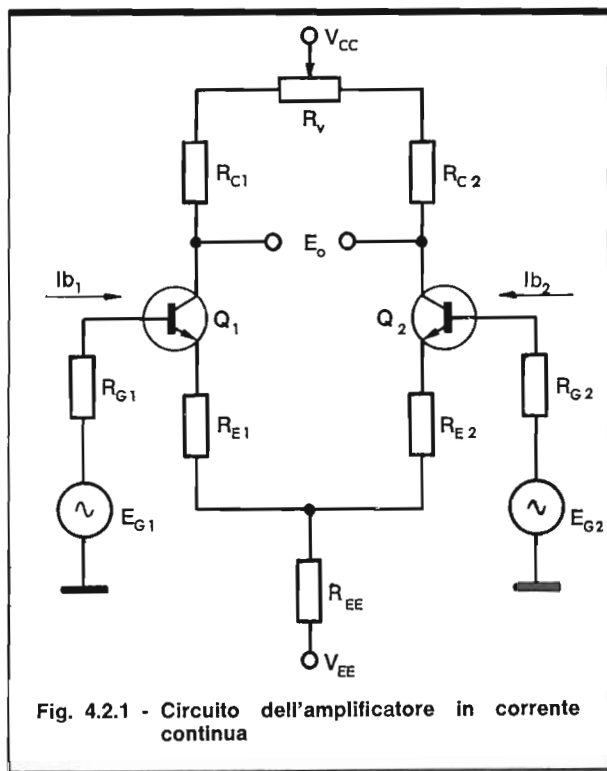 V_CC
R_v
R_C1
R_C2
E_o
Ib_1
Ib_2
Q_1
Q_2
R_G1
R_G2
R_E1
R_E2
E_G1
E_G2
R_EE
V_EE
Fig. 4.2.1 - Circuito dell'amplificatore in corrente
continua